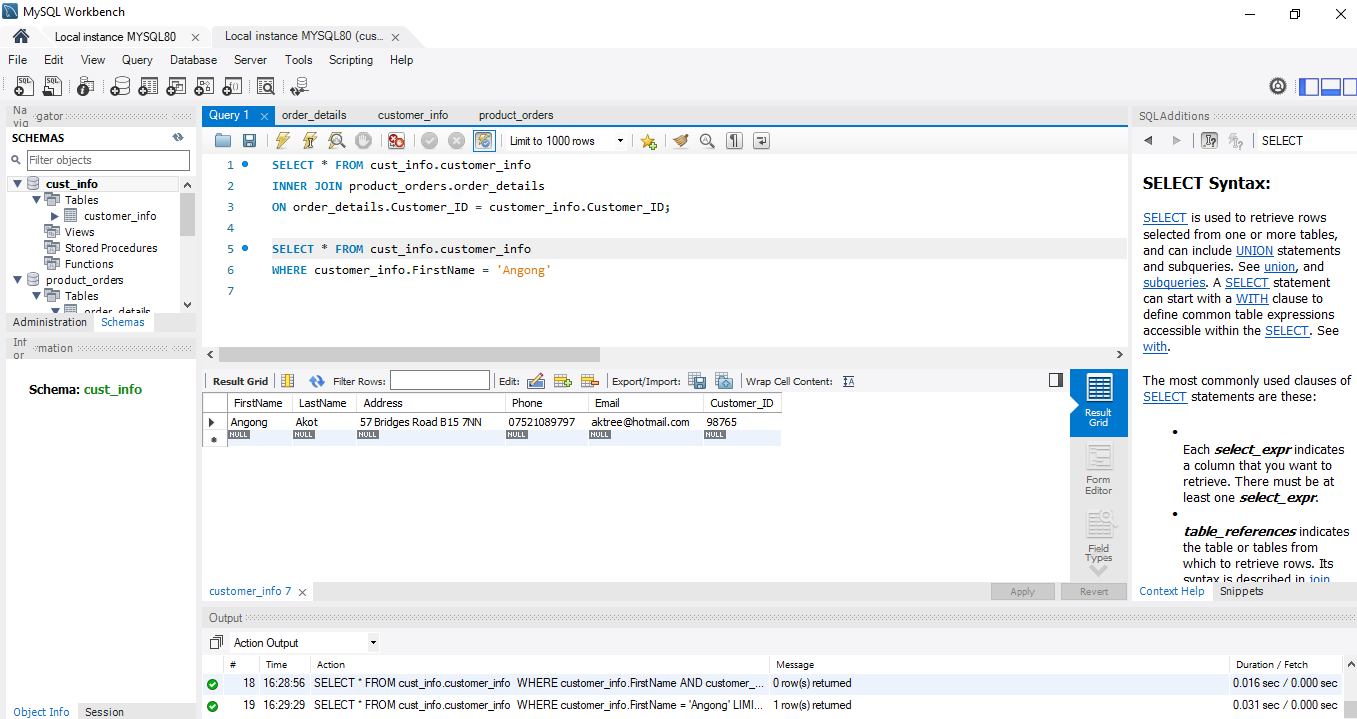 MySQL Workbench
Local instance MYSQL80 ×
Local instance MYSQL80 (cus... ×
File Edit View Query Database Server Tools Scripting Help
Na
vig
gator
SCHEMAS
Filter objects
cust_info
Tables
customer_info
Views
Stored Procedures
Functions
product_orders
Tables
order_details
Administration Schemas
Inf
or
mation
Schema: cust_info
Object Info Session
Query 1 × order_details customer_info product_orders
Limit to 1000 rows
1 SELECT * FROM cust_info.customer_info
2 INNER JOIN product_orders.order_details
3 ON order_details.Customer_ID = customer_info.Customer_ID;
4
5 SELECT * FROM cust_info.customer_info
6 WHERE customer_info.FirstName = 'Angong'
7
Result Grid Filter Rows: Edit: Export/Import: Wrap Cell Content:
FirstName LastName Address Phone Email Customer_ID
Angong Akot 57 Bridges Road B15 7NN 07521089797 aktree@hotmail.com 98765
NULL NULL NULL NULL NULL NULL
Result
Grid
Form
Editor
Field
Types
customer_info 7 ×
Apply Revert
SQLAdditions
SELECT
SELECT Syntax:
SELECT is used to retrieve rows
selected from one or more tables,
and can include UNION statements
and subqueries. See union, and
subqueries. A SELECT statement
can start with a WITH clause to
define common table expressions
accessible within the SELECT. See
with.
The most commonly used clauses of
SELECT statements are these:
•
Each select_expr indicates
a column that you want to
retrieve. There must be at
least one select_expr.
•
table_references indicates
the table or tables from
which to retrieve rows. Its
syntax is described in join
Context Help Snippets
Output
Action Output
# Time Action Message Duration / Fetch
18 16:28:56 SELECT * FROM cust_info.customer_info WHERE customer_info.FirstName AND customer_... 0 row(s) returned 0.016 sec / 0.000 sec
19 16:29:29 SELECT * FROM cust_info.customer_info WHERE customer_info.FirstName = 'Angong' LIMI... 1 row(s) returned 0.031 sec / 0.000 sec